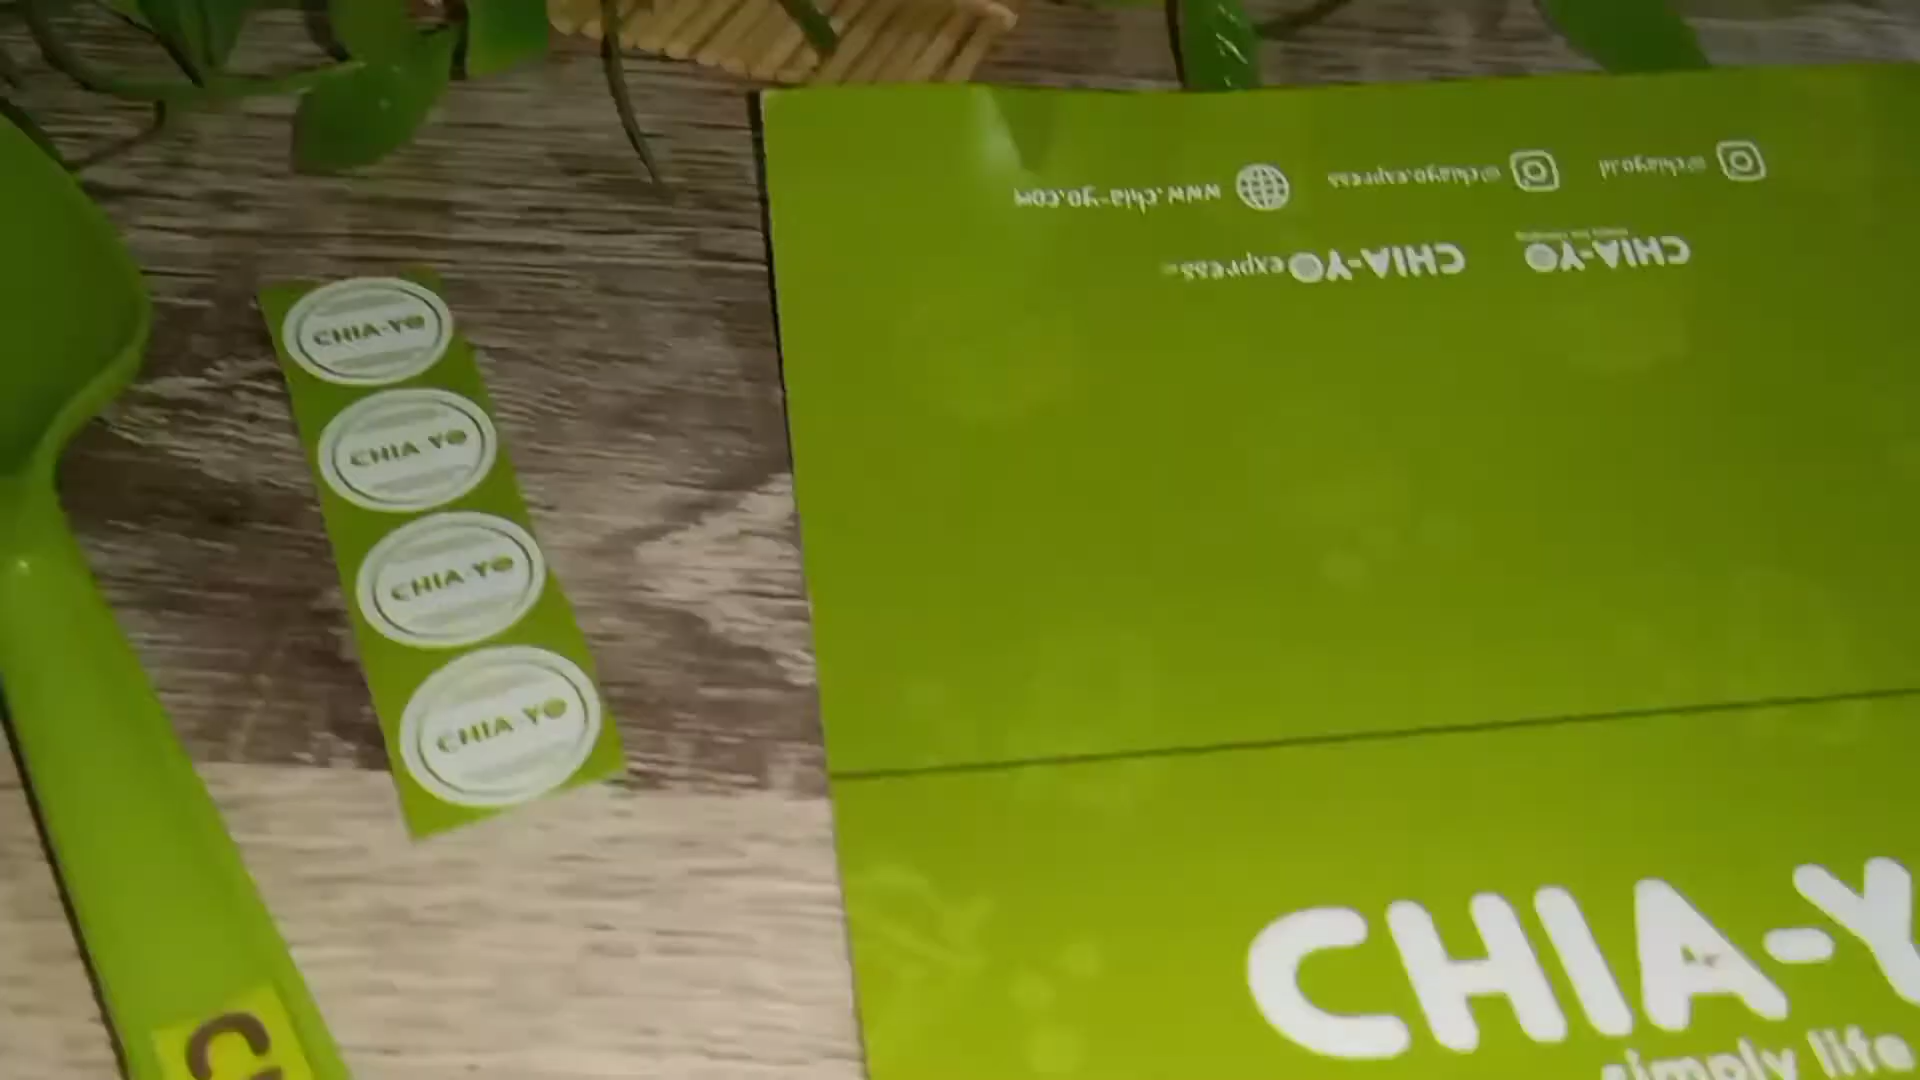 CHIA-YO
CHIA-YO
CHIA-YO
CHIA-YO
www.chia-yo.com
@chiayo.express
@chiayo.id
CHIA-YO express
CHIA-YO
CHIA-Y
simply life